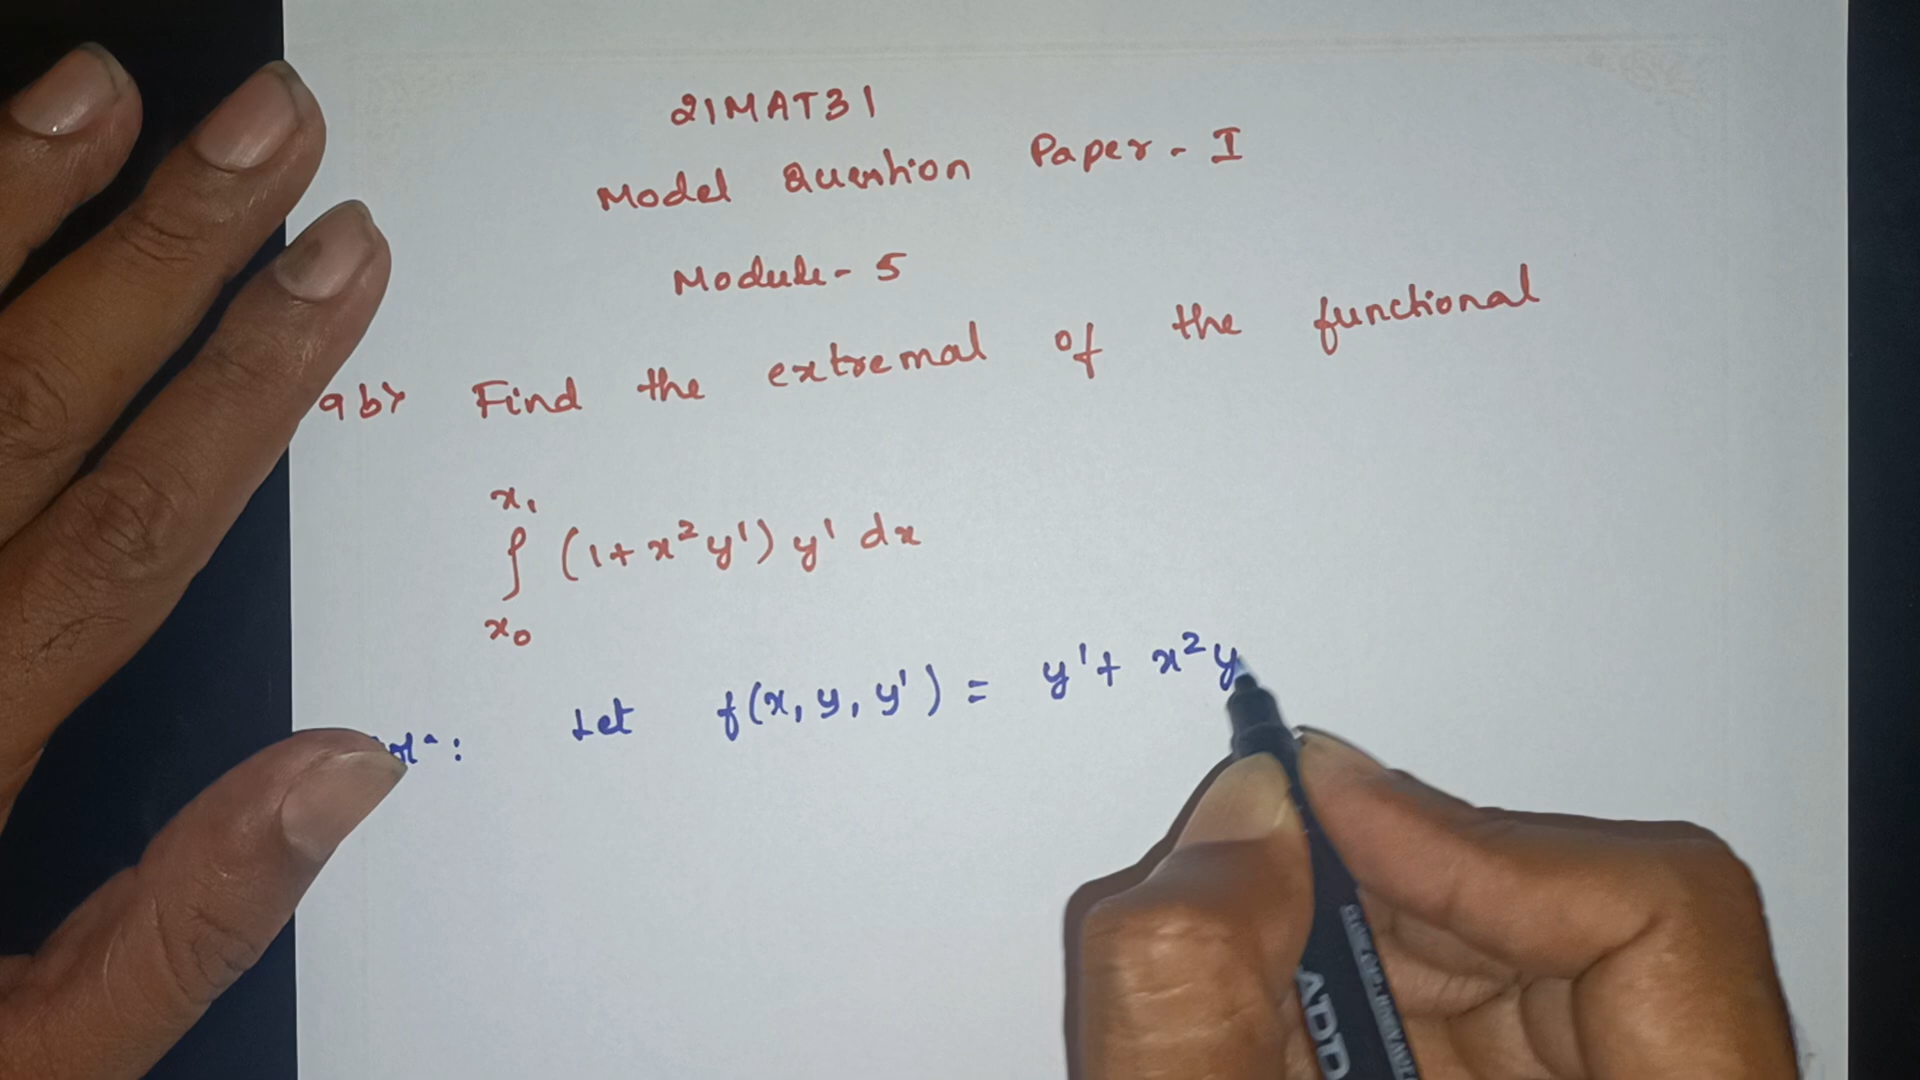 21MAT31
Model Question Paper - I
Module - 5
9b> Find the extremal of the functional
x₁
∫ (1+x²y')y' dx
x₀
Let f(x, y, y') = y' + x²y
ADD